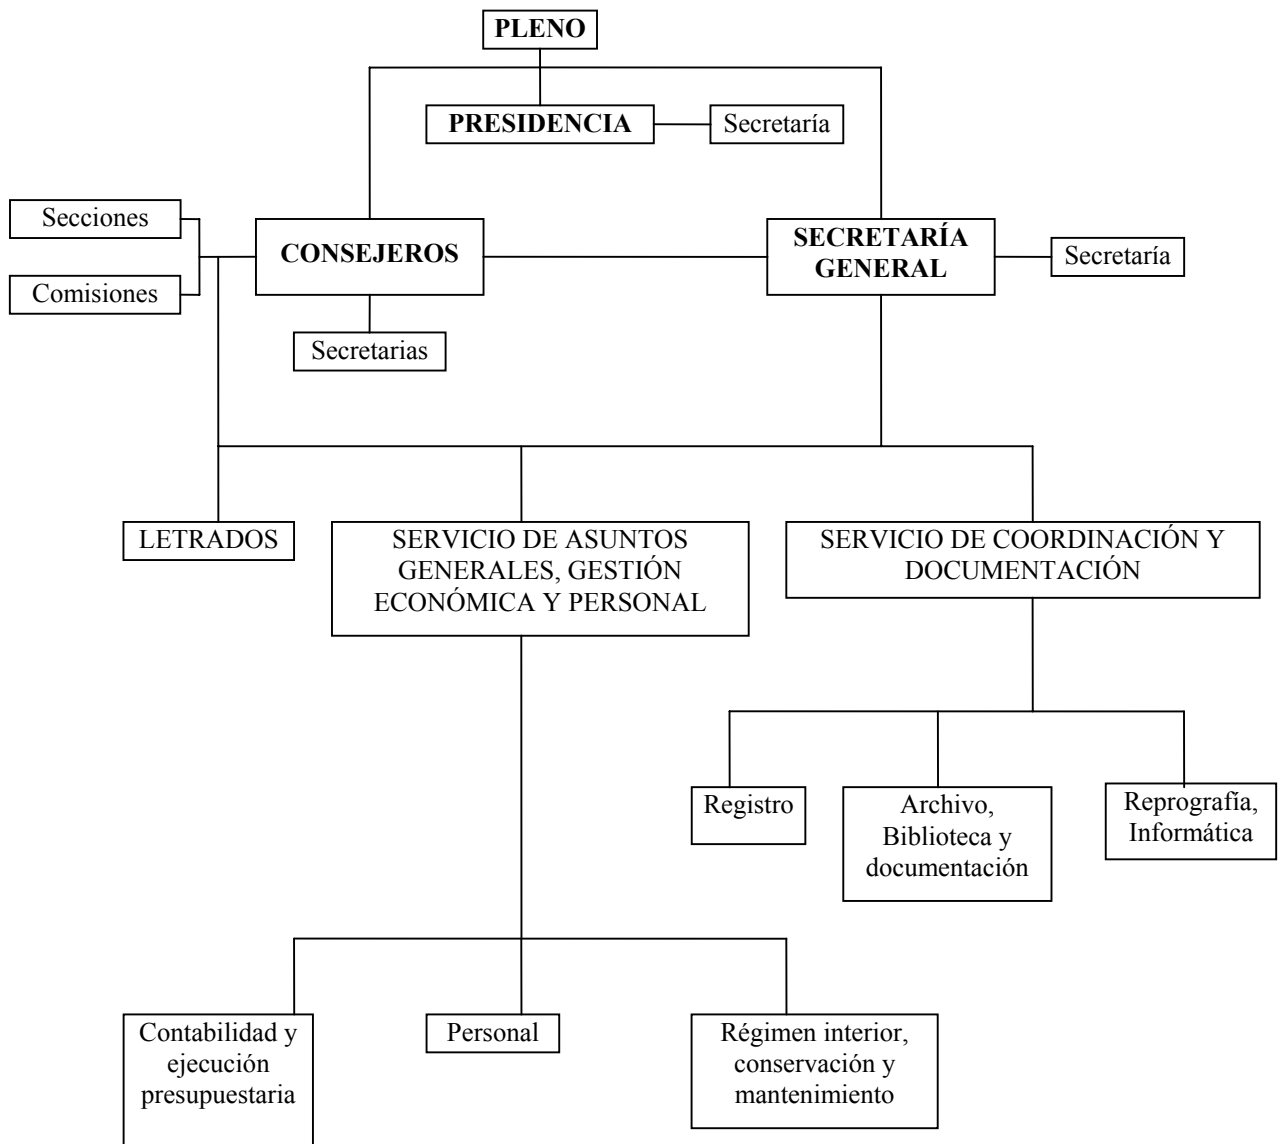 PLENO
PRESIDENCIA
Secretaría
Secciones
Comisiones
CONSEJEROS
SECRETARÍA
GENERAL
Secretaría
Secretarias
LETRADOS
SERVICIO DE ASUNTOS
GENERALES, GESTIÓN
ECONÓMICA Y PERSONAL
SERVICIO DE COORDINACIÓN Y
DOCUMENTACIÓN
Registro
Archivo,
Biblioteca y
documentación
Reprografía,
Informática
Contabilidad y
ejecución
presupuestaria
Personal
Régimen interior,
conservación y
mantenimiento